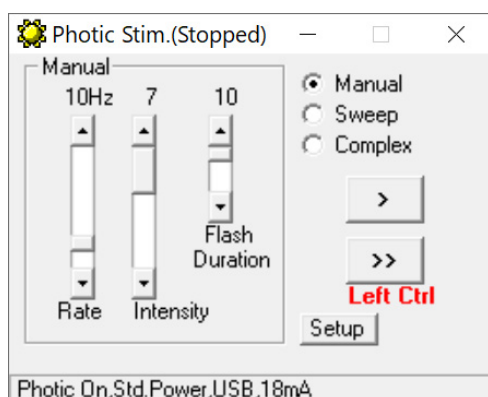 Photic Stim.(Stopped)
Manual
10Hz 7 10
Rate Intensity
Flash
Duration
Manual
Sweep
Complex
>
>>
Left Ctrl
Setup
Photic On,Std.Power,USB,18mA